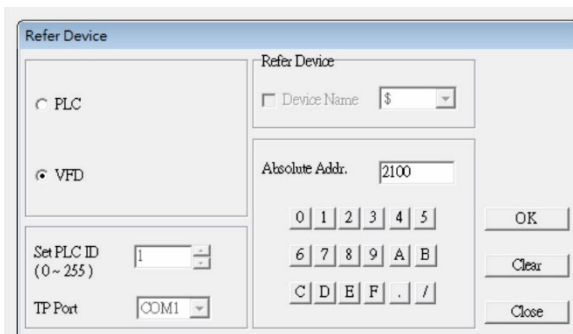 Refer Device
PLC
VFD
Set PLC ID
( 0 ~ 255 )
1
TP Port
COM1
Refer Device
Device Name
$
Absolute Addr.
2100
0 1 2 3 4 5
6 7 8 9 A B
C D E F . /
OK
Clear
Close